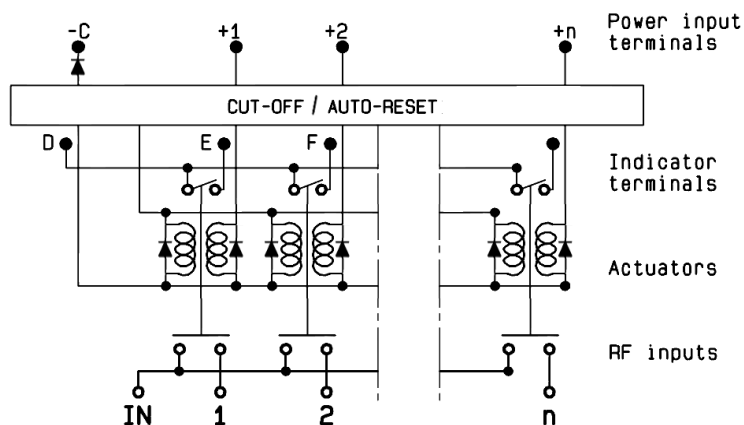 -C +1 +2 +n Power input
terminals
CUT-OFF / AUTO-RESET
D E F
Indicator
terminals
Actuators
RF inputs
IN 1 2 n